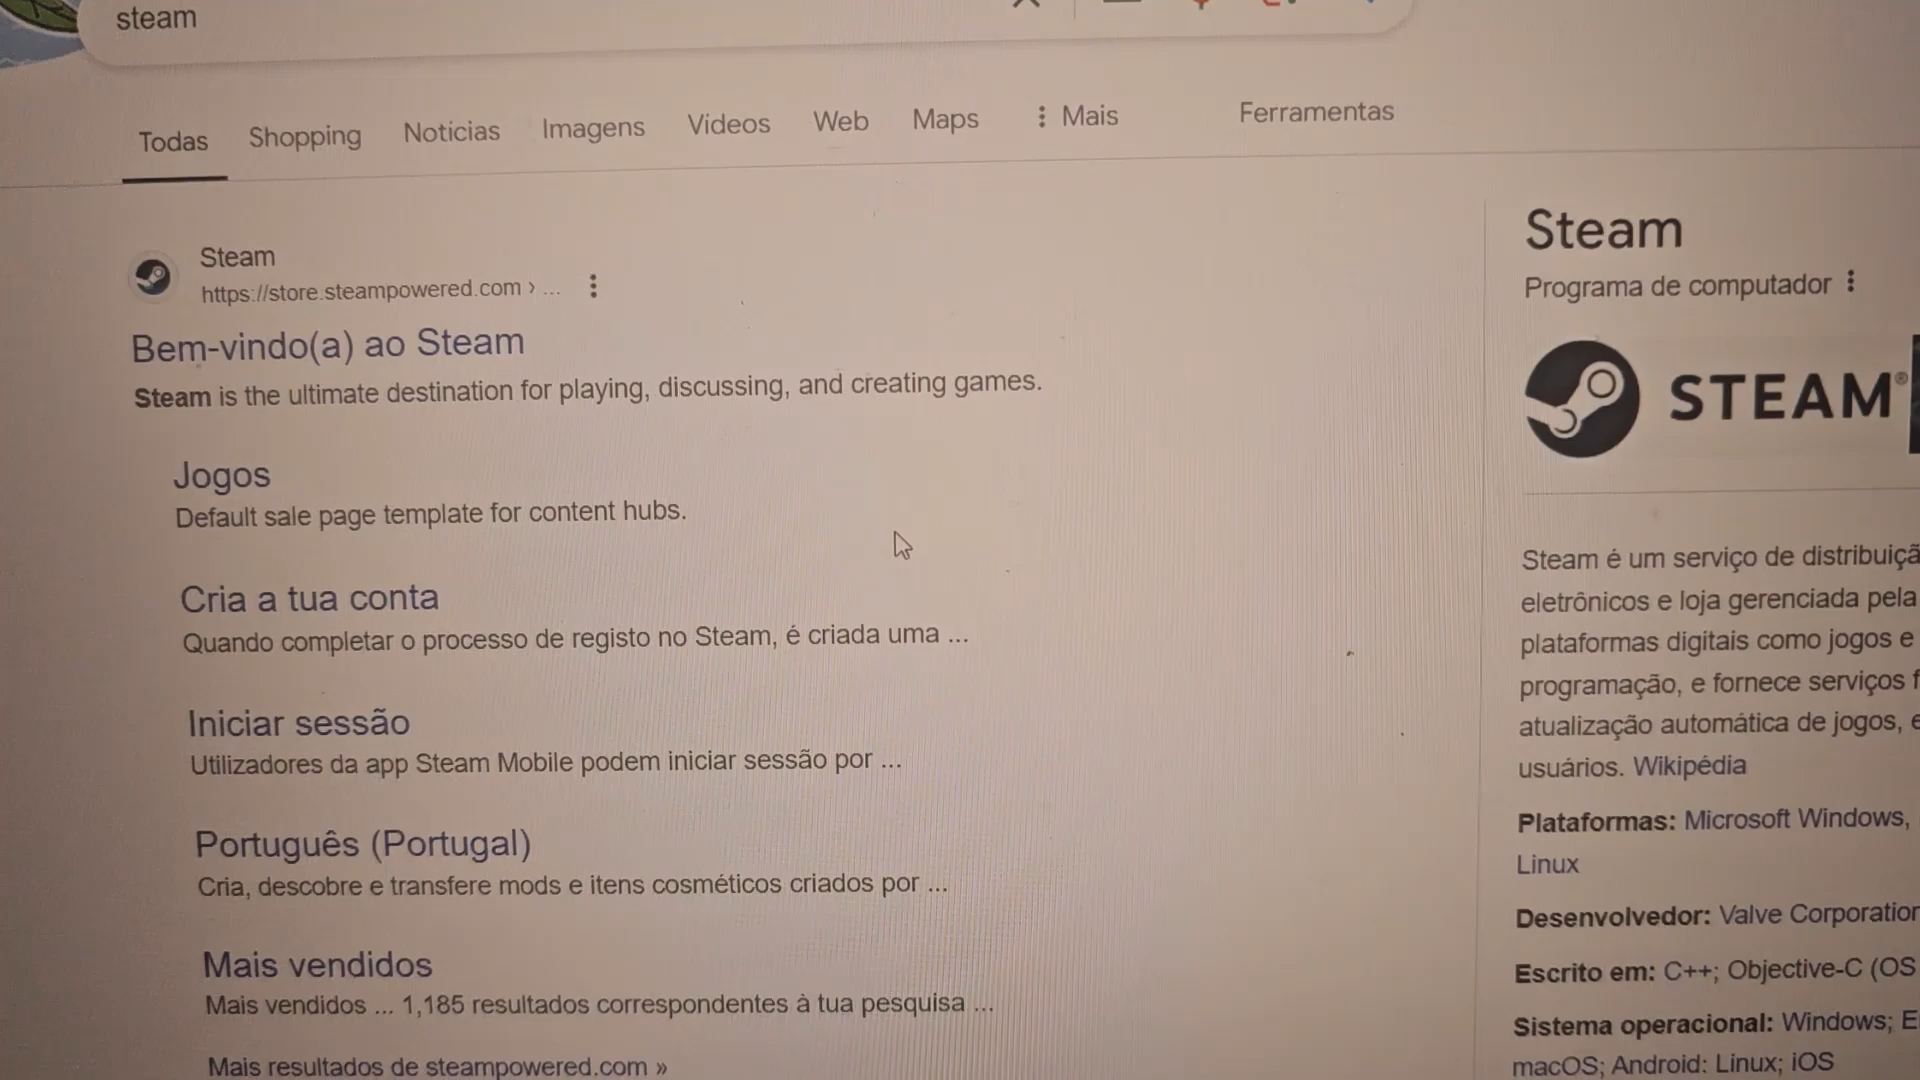 steam
Todas Shopping Notícias Imagens Vídeos Web Maps Mais Ferramentas
Steam
https://store.steampowered.com › ...
Bem-vindo(a) ao Steam
Steam is the ultimate destination for playing, discussing, and creating games.
Jogos
Default sale page template for content hubs.
Cria a tua conta
Quando completar o processo de registo no Steam, é criada uma ...
Iniciar sessão
Utilizadores da app Steam Mobile podem iniciar sessão por ...
Português (Portugal)
Cria, descobre e transfere mods e itens cosméticos criados por ...
Mais vendidos
Mais vendidos ... 1,185 resultados correspondentes à tua pesquisa ...
Mais resultados de steampowered.com »
Steam
Programa de computador
STEAM®
Steam é um serviço de distribuiçã
eletrônicos e loja gerenciada pela
plataformas digitais como jogos e
programação, e fornece serviços f
atualização automática de jogos, e
usuários. Wikipédia
Plataformas: Microsoft Windows,
Linux
Desenvolvedor: Valve Corporation
Escrito em: C++; Objective-C (OS
Sistema operacional: Windows; E
macOS; Android: Linux; iOS